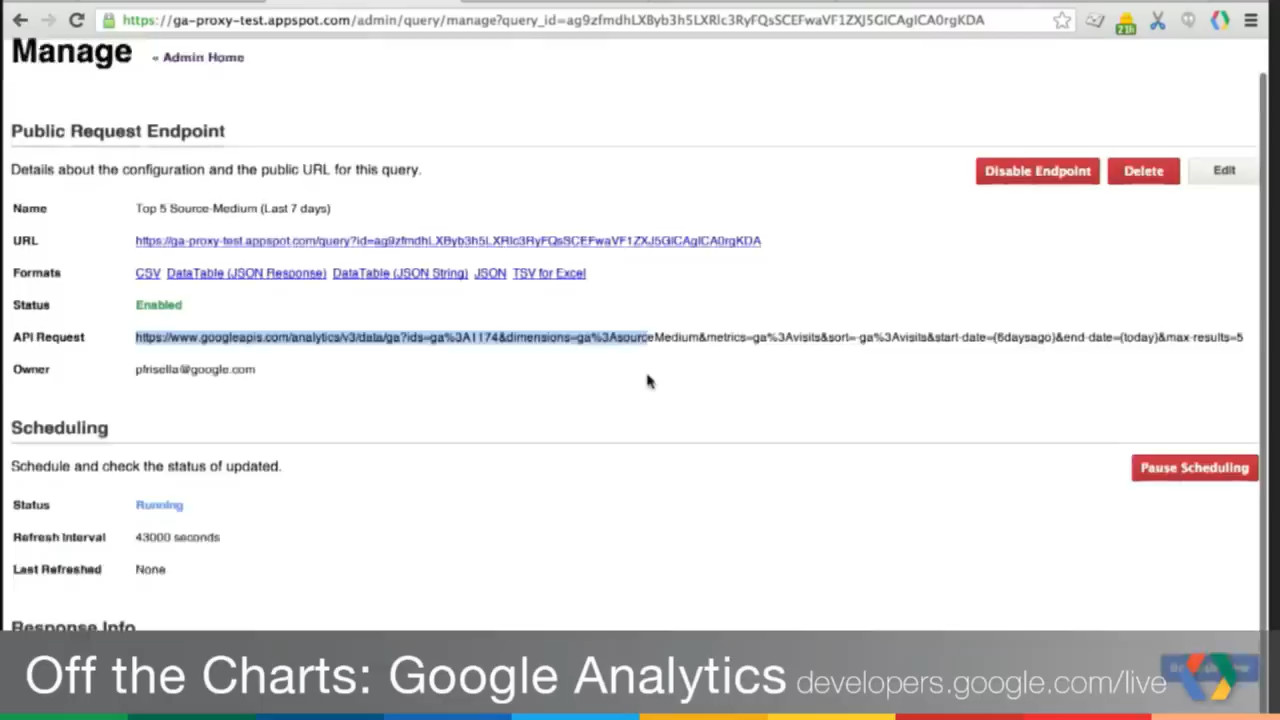 https://ga-proxy-test.appspot.com/admin/query/manage?query_id=ag9zfmdhLXByb3h5LXRlc3RyFQsSCEFwaVF1ZXJ5GICAgICA0rgKDA
21h
Manage « Admin Home
Public Request Endpoint
Details about the configuration and the public URL for this query. Disable Endpoint Delete Edit
Name Top 5 Source-Medium (Last 7 days)
URL https://ga-proxy-test.appspot.com/query?id=ag9zfmdhLXByb3h5LXRlc3RyFQsSCEFwaVF1ZXJ5GICAgICA0rgKDA
Formats CSV DataTable (JSON Response) DataTable (JSON String) JSON TSV for Excel
Status Enabled
API Request https://www.googleapis.com/analytics/v3/data/ga?ids=ga%3A1174&dimensions=ga%3AsourceMedium&metrics=ga%3Avisits&sort=-ga%3Avisits&start-date={6daysago}&end-date={today}&max-results=5
Owner pfrisella@google.com
Scheduling
Schedule and check the status of updated. Pause Scheduling
Status Running
Refresh Interval 43000 seconds
Last Refreshed None
Response Info
Off the Charts: Google Analytics developers.google.com/live